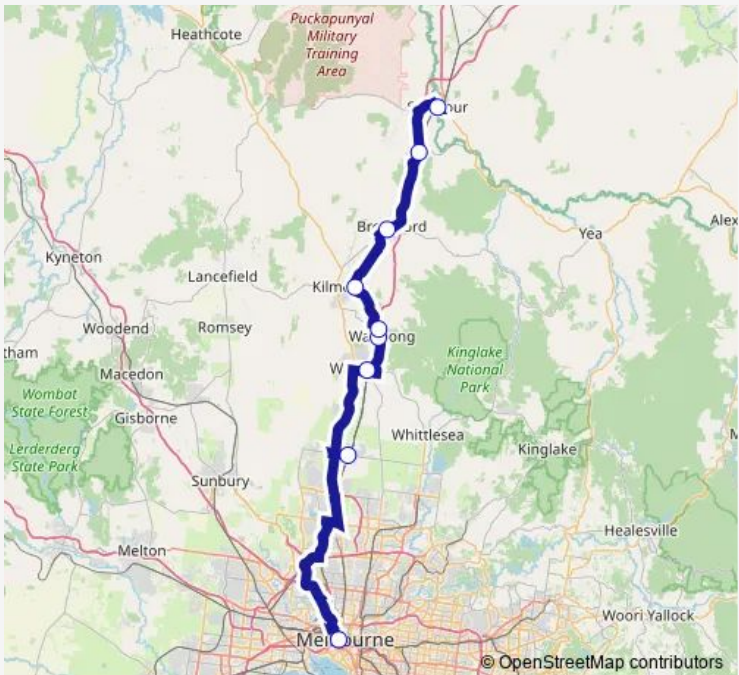 Puckapunyal
Military
Training
Area
Heathcote
Yea
Alex
Kyneton
Lancefield
Woodend
Romsey
tham
Macedon
Kinglake
National
Park
Wombat
State Forest
Gisborne
Whittlesea
Kinglake
Lerderderg
State Park
Sunbury
Healesville
Melton
Woori Yallock
© OpenStreetMap contributors